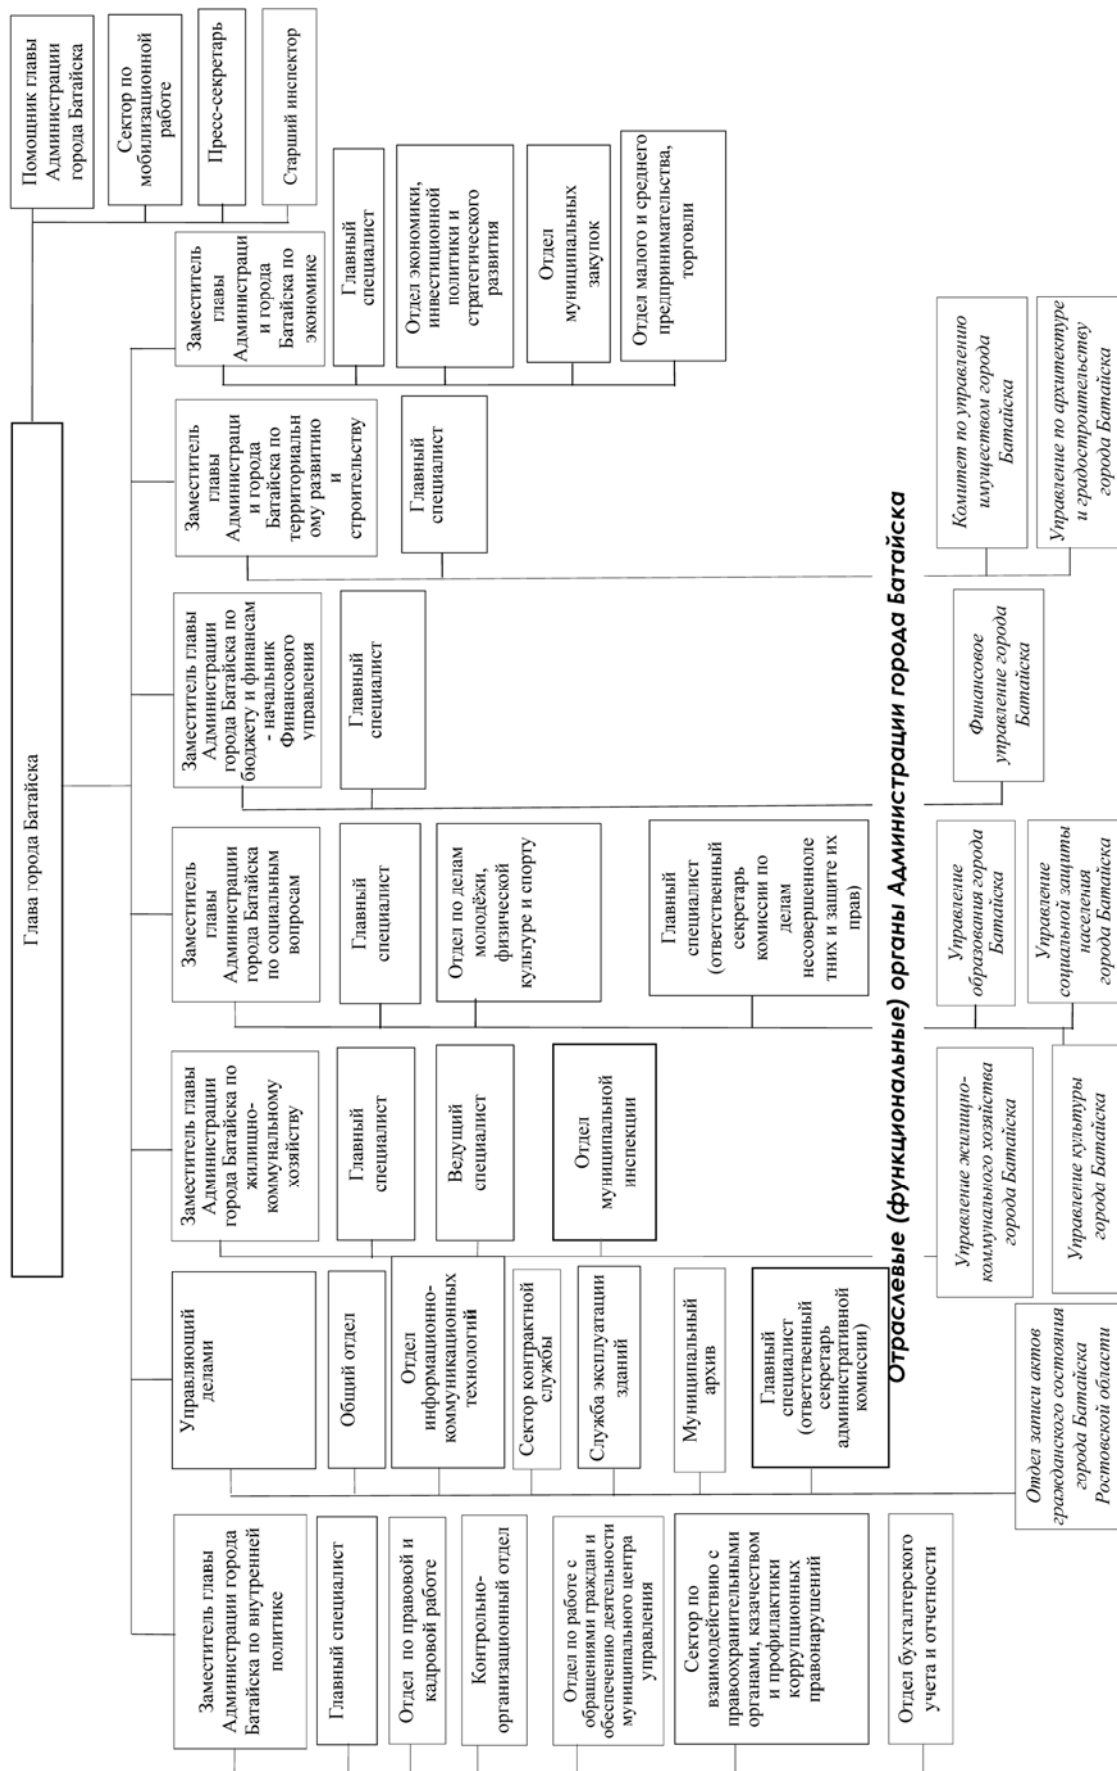 Глава города Батайска
Помощник главы
Администрации
города Батайска
Сектор по
мобилизационной
работе
Пресс-секретарь
Старший инспектор
Заместитель главы
Администрации города
Батайска по внутренней
политике
Главный специалист
Отдел по правовой и
кадровой работе
Контрольно-
организационный отдел
Отдел по работе с
обращениями граждан и
обеспечению деятельности
муниципального центра
управления
Сектор по
взаимодействию с
правоохранительными
органами, казачеством
и профилактики
коррупционных
правонарушений
Отдел бухгалтерского
учета и отчетности
Управляющий
делами
Общий отдел
Отдел
информационно-
коммуникационных
технологий
Сектор контрактной
службы
Служба эксплуатации
зданий
Муниципальный
архив
Главный
специалист
(ответственный
секретарь
административной
комиссии)
Заместитель главы
Администрации
города Батайска по
жилищно-
коммунальному
хозяйству
Главный
специалист
Ведущий
специалист
Отдел
муниципальной
инспекции
Заместитель
главы
Администрации
города Батайска
по социальным
вопросам
Главный
специалист
Отдел по делам
молодёжи,
физической
культуре и спорту
Главный
специалист
(ответственный
секретарь
комиссии по
делам
несовершенноле
тних и защите их
прав)
Заместитель главы
Администрации
города Батайска по
бюджету и финансам
- начальник
Финансового
управления
Главный
специалист
Заместитель
главы
Администраци
и города
Батайска по
территориальн
ому развитию
и
строительству
Главный
специалист
Заместитель
главы
Администраци
и города
Батайска по
экономике
Главный
специалист
Отдел экономики,
инвестиционной
политики и
стратегического
развития
Отдел
муниципальных
закупок
Отдел малого и среднего
предпринимательства,
торговли
Отраслевые (функциональные) органы Администрации города Батайска
Отдел записи актов
гражданского состояния
города Батайска
Ростовской области
Управление жилищно-
коммунального хозяйства
города Батайска
Управление культуры
города Батайска
Управление
образования города
Батайска
Управление
социальной защиты
населения
города Батайска
Финансовое
управление города
Батайска
Комитет по управлению
имуществом города
Батайска
Управление по архитектуре
и градостроительству
города Батайска